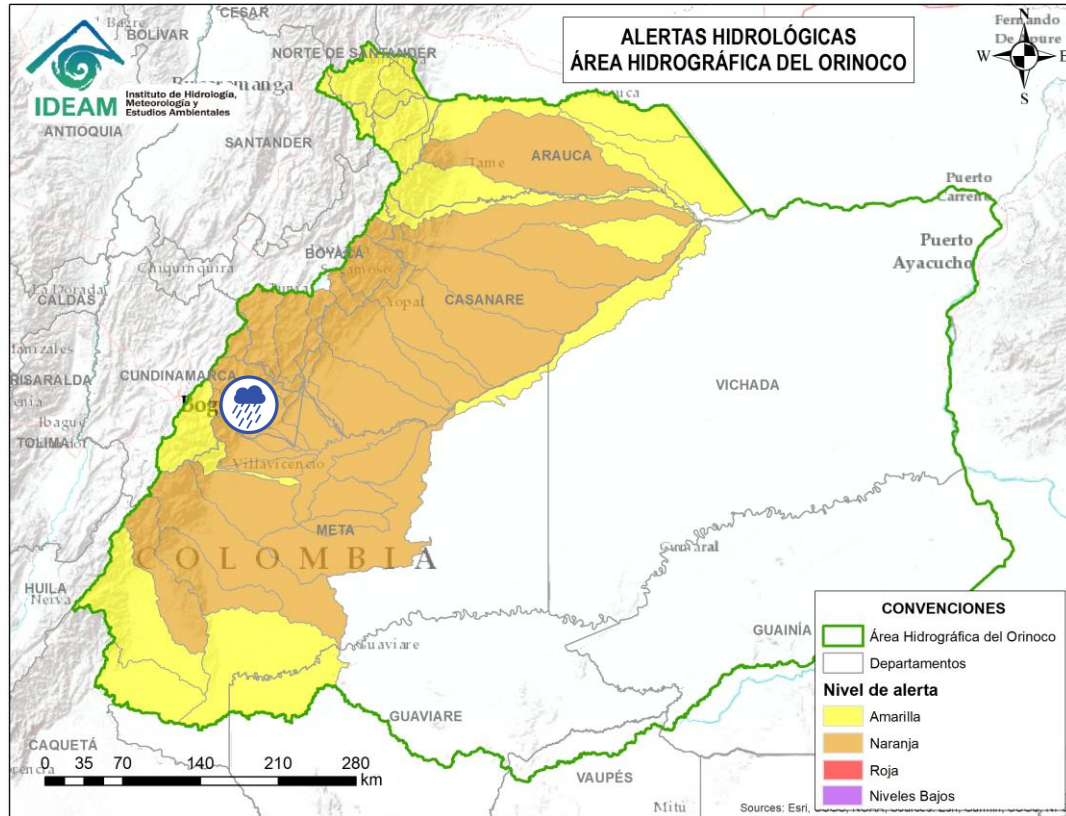 ALERTAS HIDROLÓGICAS
ÁREA HIDROGRÁFICA DEL ORINOCO
N
W
E
S
IDEAM
Instituto de Hidrología,
Meteorología y
Estudios Ambientales
CESAR
BOLÍVAR
NORTE DE SANTANDER
ANTIOQUIA
SANTANDER
ARAUCA
Tame
Puerto
Carreño
Puerto
Ayacucho
BOYACÁ
Chiquinquira
La Dorada
CALDAS
Yopal
CASANARE
CUNDINAMARCA
RISARALDA
Ibagué
TOLIMA
VICHADA
Villavicencio
META
COLOMBIA
HUILA
Neiva
GUAINÍA
GUAVIARE
CAQUETÁ
VAUPÉS
Mitú
0 35 70 140 210 280
km
CONVENCIONES
Área Hidrográfica del Orinoco
Departamentos
Nivel de alerta
Amarilla
Naranja
Roja
Niveles Bajos
Sources: Esri,